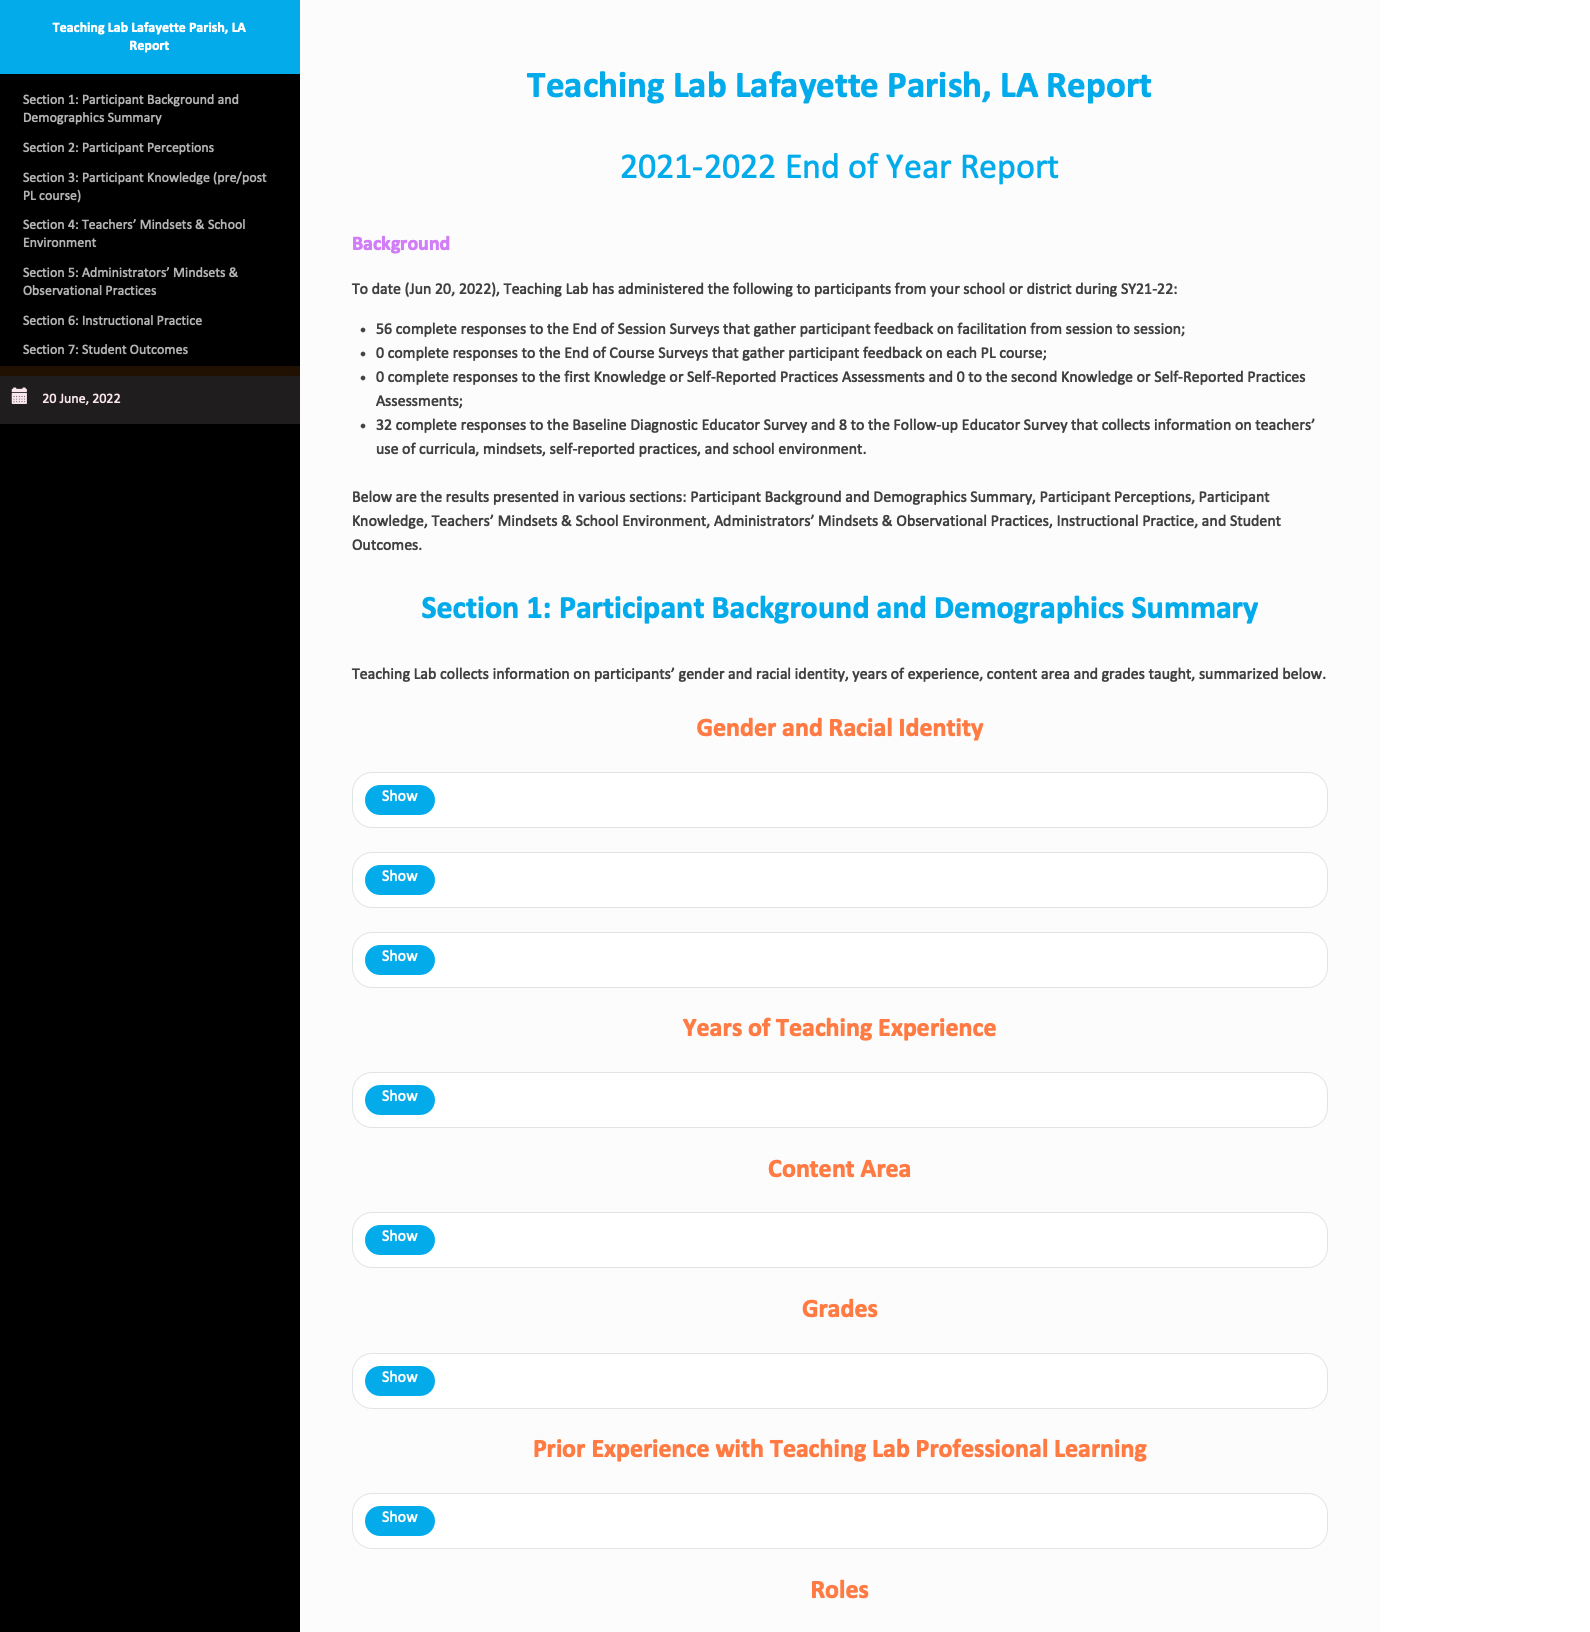 Teaching Lab Lafayette Parish, LA
Report
Section 1: Participant Background and
Demographics Summary
Section 2: Participant Perceptions
Section 3: Participant Knowledge (pre/post
PL course)
Section 4: Teachers’ Mindsets & School
Environment
Section 5: Administrators’ Mindsets &
Observational Practices
Section 6: Instructional Practice
Section 7: Student Outcomes
20 June, 2022
Teaching Lab Lafayette Parish, LA Report
2021-2022 End of Year Report
Background
To date (Jun 20, 2022), Teaching Lab has administered the following to participants from your school or district during SY21-22:
• 56 complete responses to the End of Session Surveys that gather participant feedback on facilitation from session to session;
• 0 complete responses to the End of Course Surveys that gather participant feedback on each PL course;
• 0 complete responses to the first Knowledge or Self-Reported Practices Assessments and 0 to the second Knowledge or Self-Reported Practices
Assessments;
• 32 complete responses to the Baseline Diagnostic Educator Survey and 8 to the Follow-up Educator Survey that collects information on teachers’
use of curricula, mindsets, self-reported practices, and school environment.
Below are the results presented in various sections: Participant Background and Demographics Summary, Participant Perceptions, Participant
Knowledge, Teachers’ Mindsets & School Environment, Administrators’ Mindsets & Observational Practices, Instructional Practice, and Student
Outcomes.
Section 1: Participant Background and Demographics Summary
Teaching Lab collects information on participants’ gender and racial identity, years of experience, content area and grades taught, summarized below.
Gender and Racial Identity
Show
Show
Show
Years of Teaching Experience
Show
Content Area
Show
Grades
Show
Prior Experience with Teaching Lab Professional Learning
Show
Roles